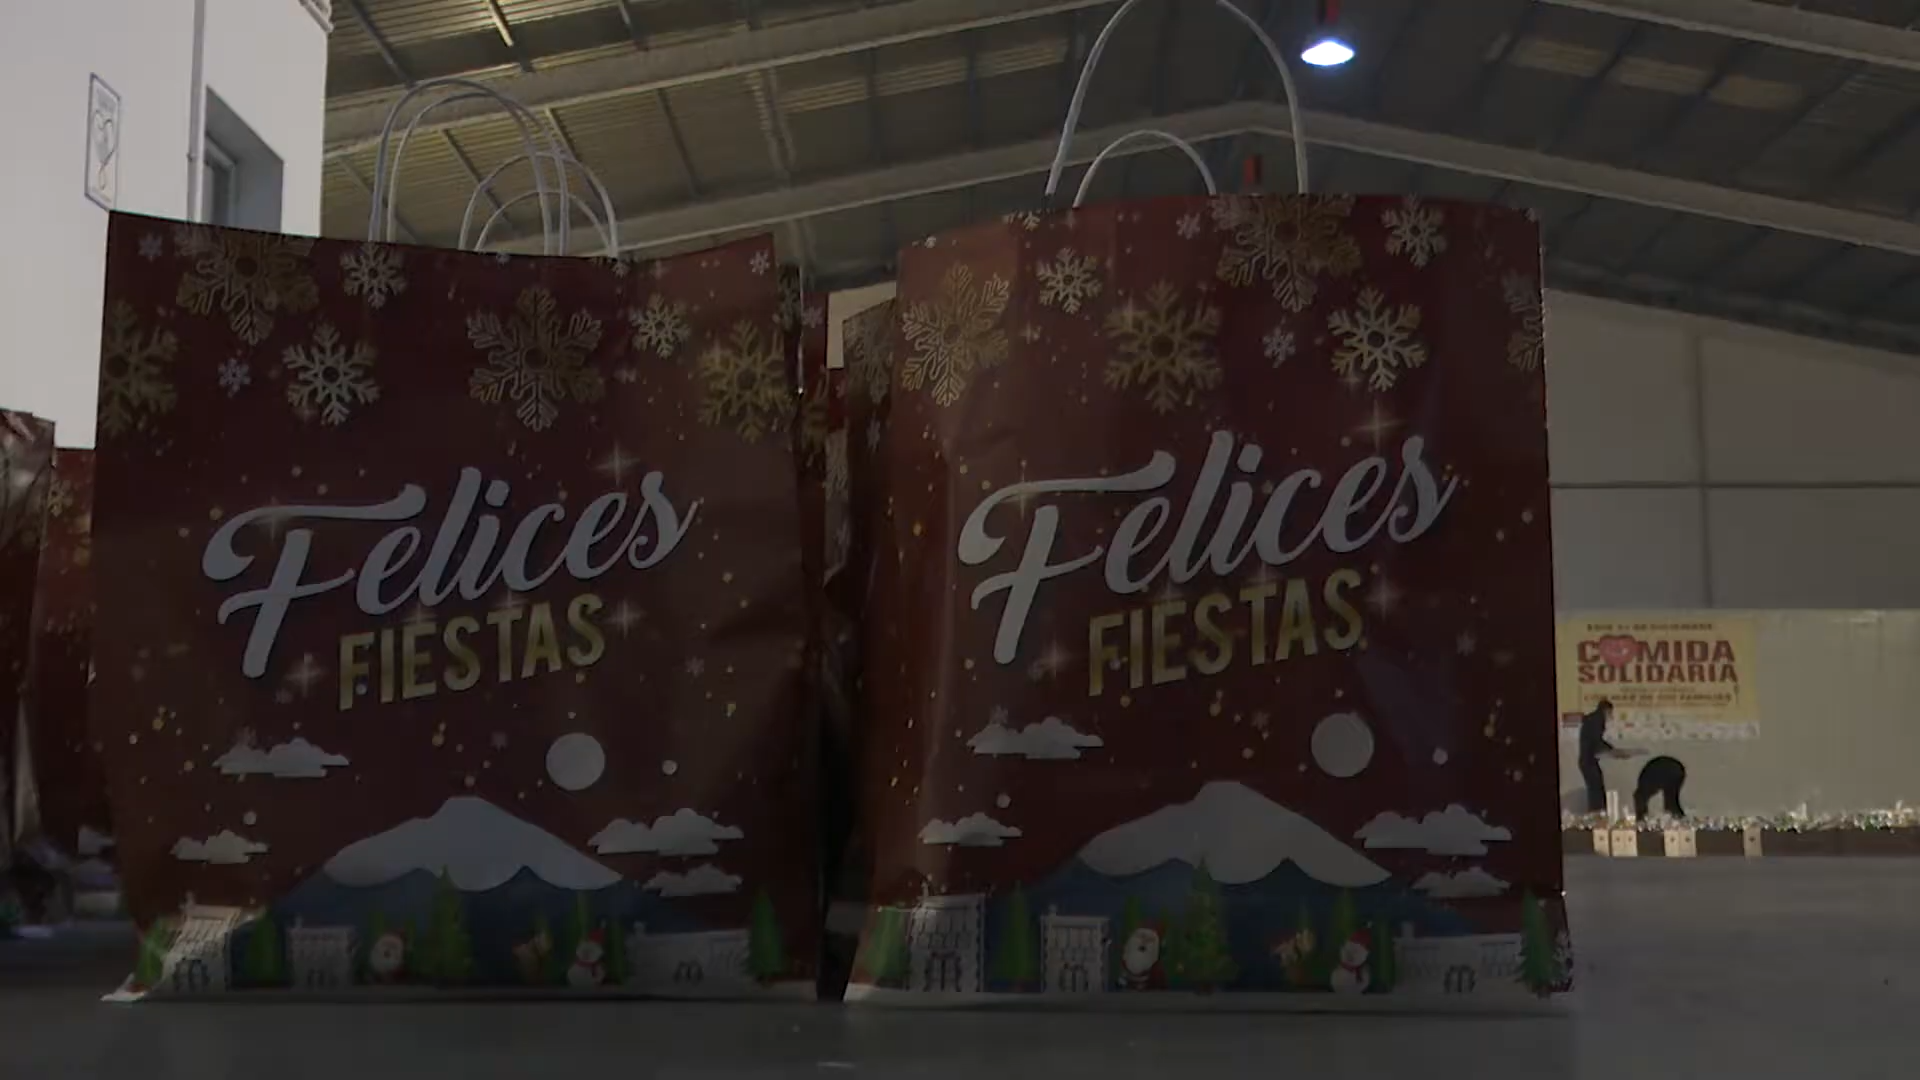 Felices
FIESTAS
Felices
FIESTAS
COMIDA
SOLIDARIA